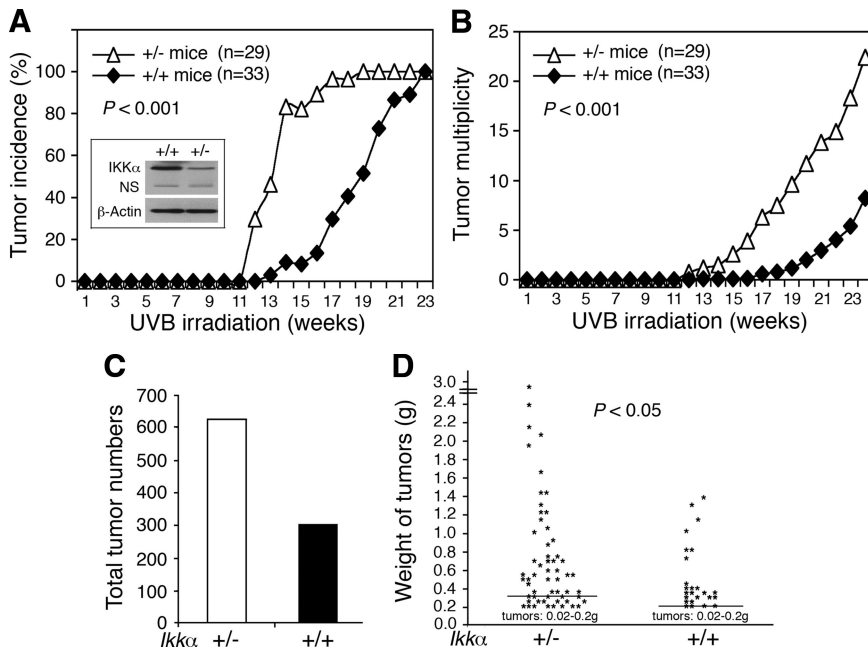 A
+/- mice (n=29)
+/+ mice (n=33)
P < 0.001
Tumor incidence (%)
100
80
60
40
20
0
+/+ +/-
IKKα
NS
β-Actin
1 3 5 7 9 11 13 15 17 19 21 23
UVB irradiation (weeks)
B
+/- mice (n=29)
+/+ mice (n=33)
P < 0.001
Tumor multiplicity
25
20
15
10
5
0
1 3 5 7 9 11 13 15 17 19 21 23
UVB irradiation (weeks)
C
Total tumor numbers
700
600
500
400
300
200
100
0
Ikkα +/- +/+
D
P < 0.05
Weight of tumors (g)
3.0
2.4
2.2
2.0
1.8
1.6
1.4
1.2
1.0
0.8
0.6
0.4
0.2
0.0
tumors: 0.02-0.2g tumors: 0.02-0.2g
Ikkα +/- +/+